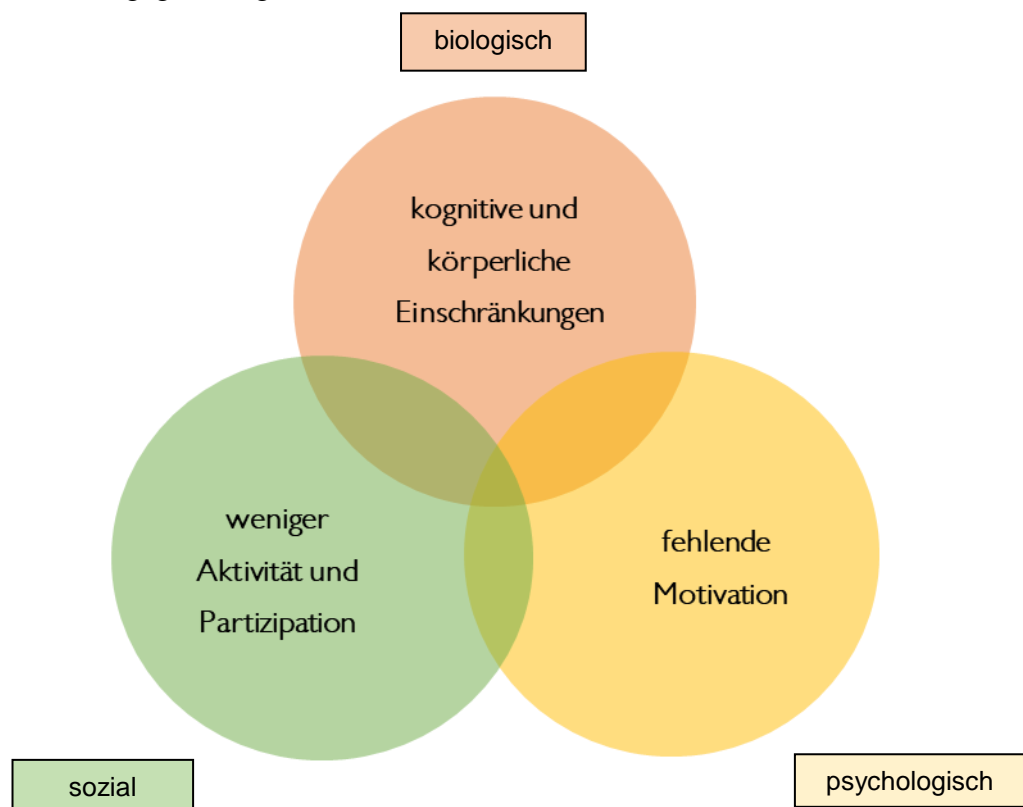 biologisch
kognitive und
körperliche
Einschränkungen
weniger
Aktivität und
Partizipation
fehlende
Motivation
sozial
psychologisch